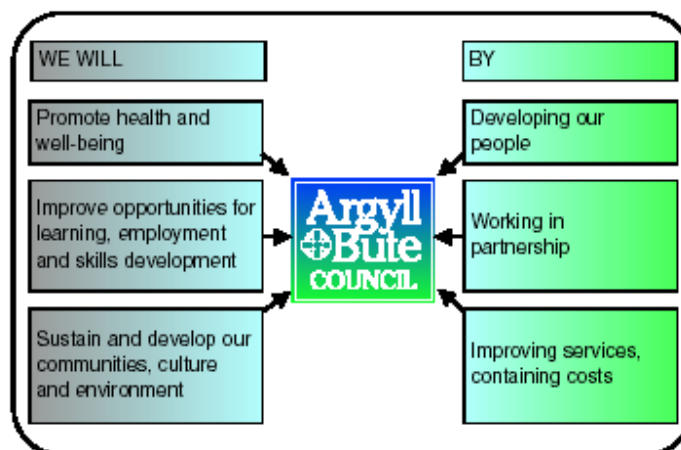 WE WILL
BY
Promote health and
well-being
Developing our
people
Improve opportunities for
learning, employment
and skills development
Argyll
Bute
COUNCIL
Working in
partnership
Sustain and develop our
communities, culture
and environment
Improving services,
containing costs